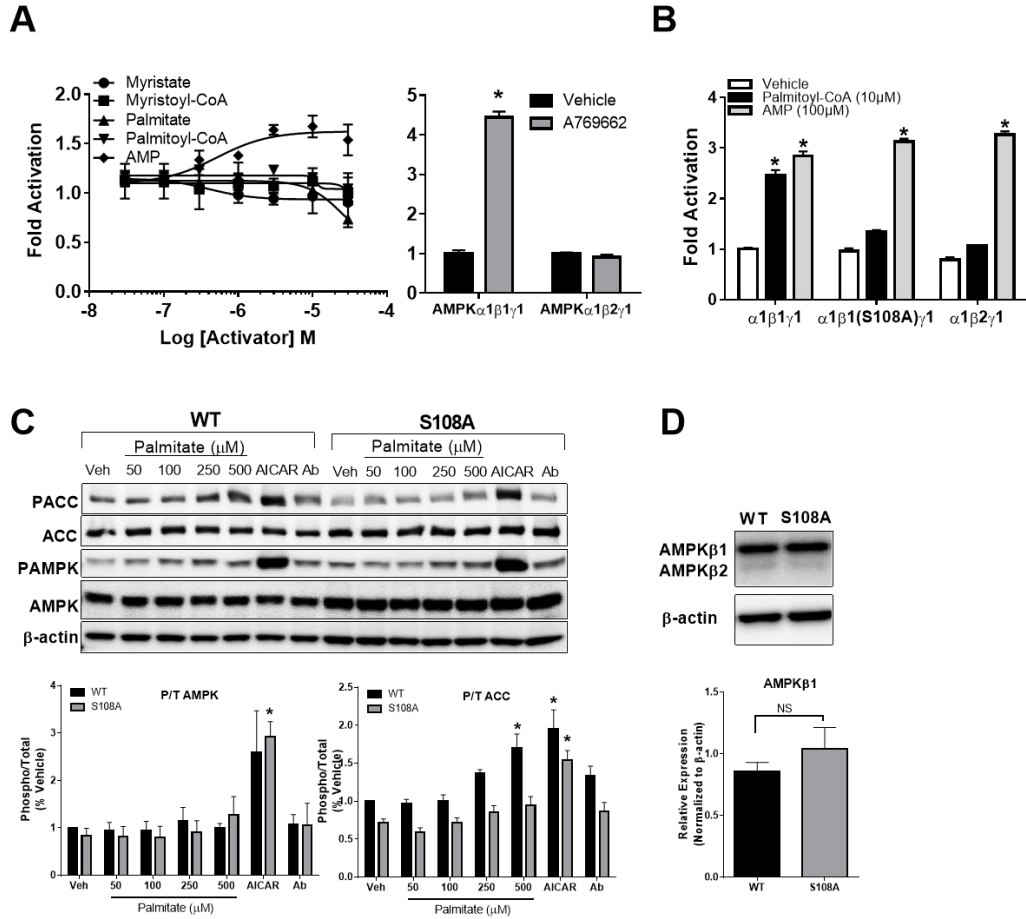 A
Myristate
Myristoyl-CoA
Palmitate
Palmitoyl-CoA
AMP
Fold Activation
2.0
1.5
1.0
0.5
0.0
-8
-7
-6
-5
-4
Log [Activator] M
Vehicle
A769662
5
4
3
2
1
0
*
AMPKα1β1γ1
AMPKα1β2γ1
B
Vehicle
Palmitoyl-CoA (10µM)
AMP (100µM)
Fold Activation
4
3
2
1
0
* * * *
α1β1γ1
α1β1(S108A)γ1
α1β2γ1
C
WT
S108A
Palmitate (µM)
Palmitate (µM)
Veh 50 100 250 500 AICAR Ab Veh 50 100 250 500 AICAR Ab
PACC
ACC
PAMPK
AMPK
β-actin
P/T AMPK
WT
S108A
Phospho/Total
(% Vehicle)
4
3
2
1
0
*
Veh 50 100 250 500 AICAR Ab
Palmitate (µM)
P/T ACC
WT
S108A
Phospho/Total
(% Vehicle)
2.5
2.0
1.5
1.0
0.5
0.0
* * *
Veh 50 100 250 500 AICAR Ab
Palmitate (µM)
D
WT S108A
AMPKβ1
AMPKβ2
β-actin
AMPKβ1
Relative Expression
(Normalized to β-actin)
1.5
1.0
0.5
0.0
NS
WT
S108A